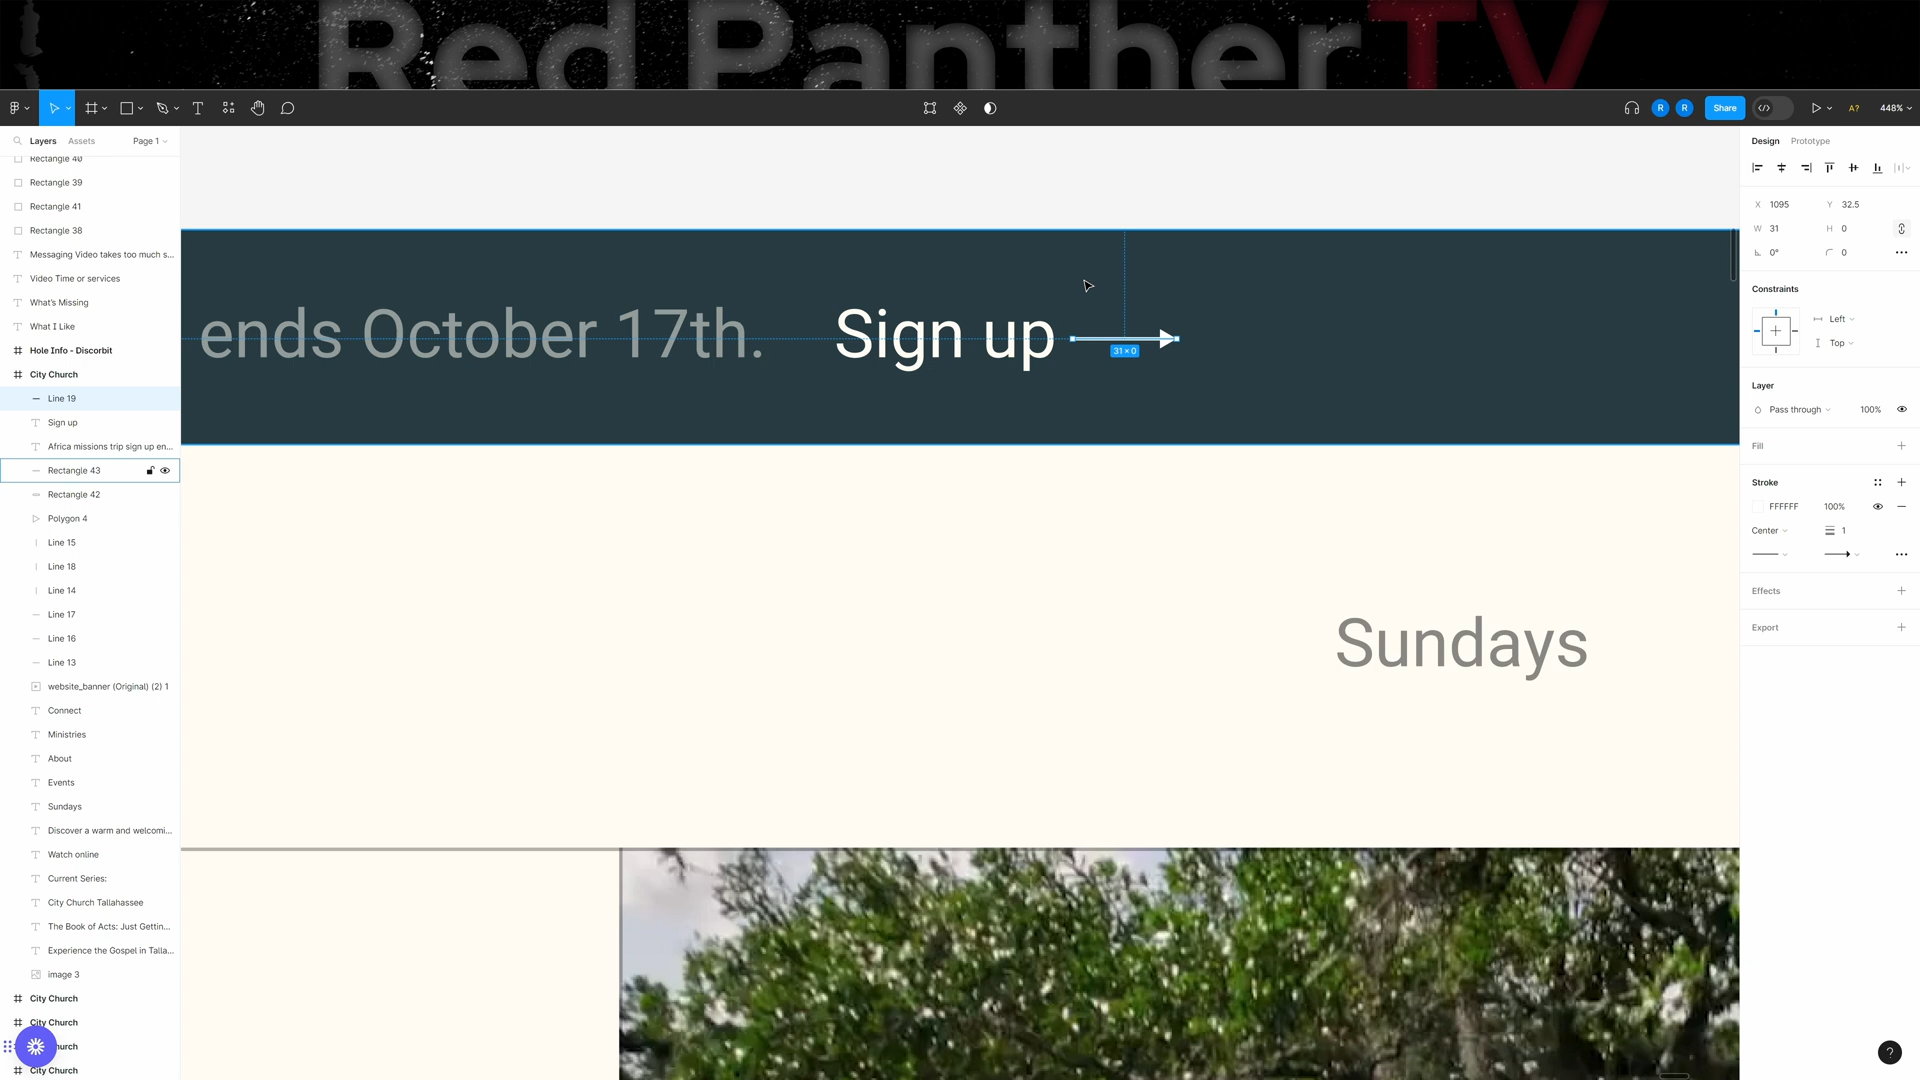 Red PantherTV
Share
A?
448%
R
R
Layers
Assets
Page 1
Rectangle 40
Rectangle 39
Rectangle 41
Rectangle 38
Messaging Video takes too much s...
Video Time or services
What's Missing
What I Like
Hole Info - Discorbit
City Church
Line 19
Sign up
Africa missions trip sign up en...
Rectangle 43
Rectangle 42
Polygon 4
Line 15
Line 18
Line 14
Line 17
Line 16
Line 13
website_banner (Original) (2) 1
Connect
Ministries
About
Events
Sundays
Discover a warm and welcomi...
Watch online
Current Series:
City Church Tallahassee
The Book of Acts: Just Gettin...
Experience the Gospel in Talla...
image 3
City Church
City Church
hurch
City Church
ends October 17th. Sign up
31 × 0
Sundays
Design
Prototype
X 1095 Y 32.5
W 31 H 0
0° 0
Constraints
Left
Top
Layer
Pass through 100%
Fill
Stroke
FFFFFF 100%
Center 1
Effects
Export
?